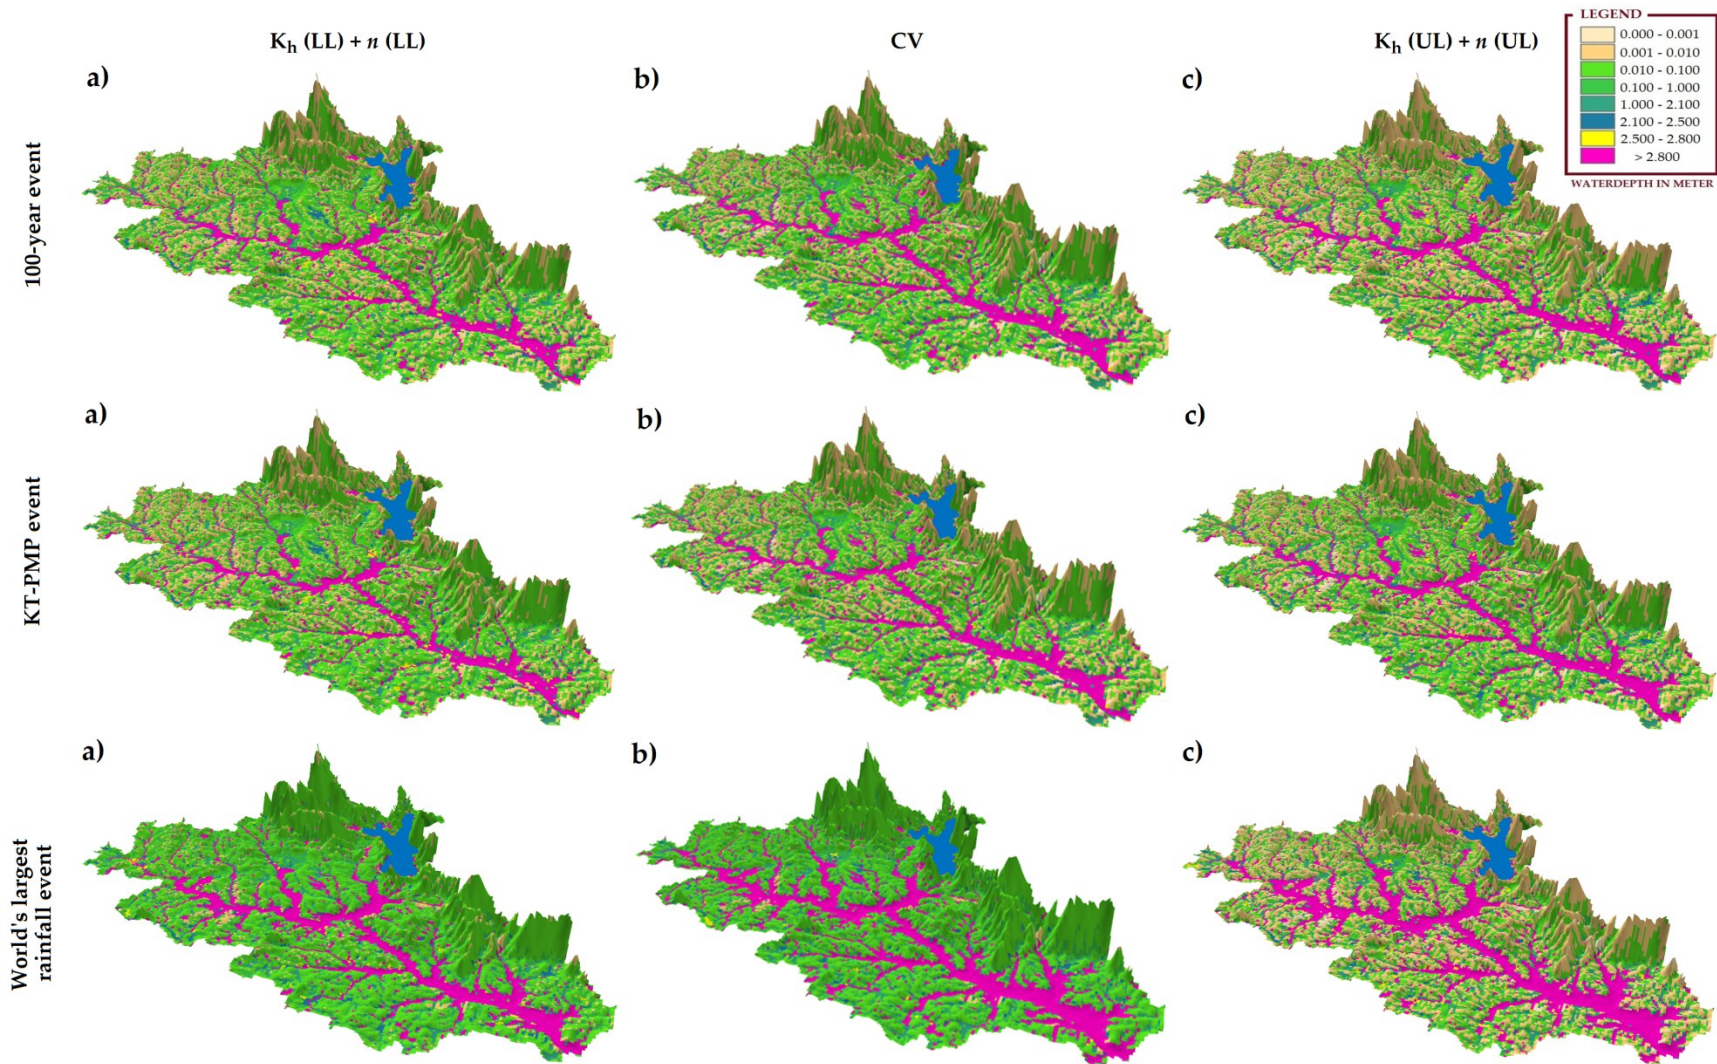 K_h (LL) + n (LL)
CV
K_h (UL) + n (UL)
LEGEND
0.000 - 0.001
0.001 - 0.010
0.010 - 0.100
0.100 - 1.000
1.000 - 2.100
2.100 - 2.500
2.500 - 2.800
> 2.800
WATERDEPTH IN METER
100-year event
a)
b)
c)
KT-PMP event
a)
b)
c)
World's largest
rainfall event
a)
b)
c)